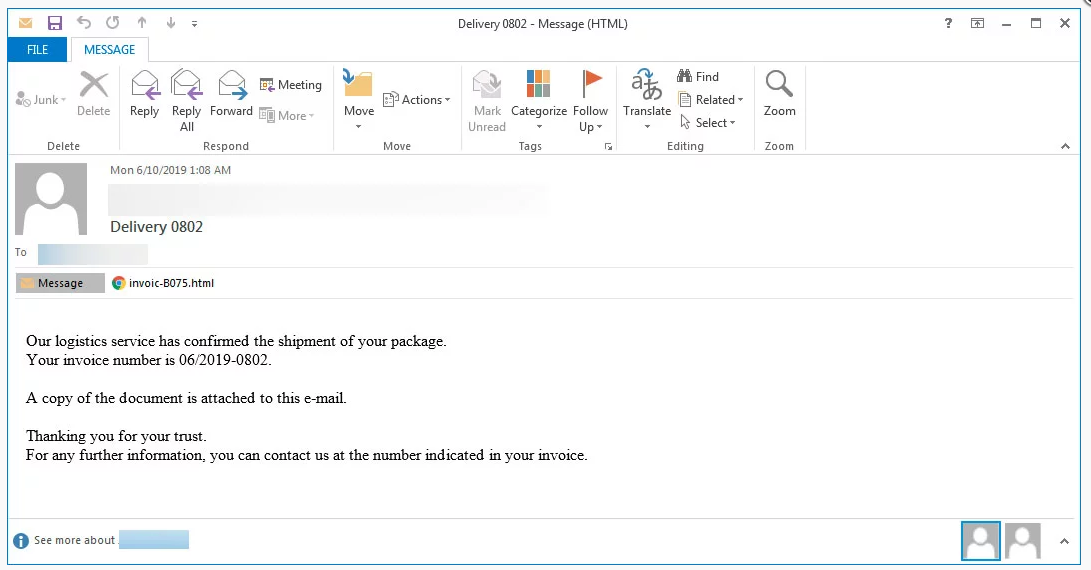 Delivery 0802 - Message (HTML)
?
FILE MESSAGE
Junk
Delete
Reply
Reply All
Forward
Meeting
More
Move
Actions
Mark Unread
Categorize
Follow Up
Translate
Find
Related
Select
Zoom
Delete Respond Move Tags Editing Zoom
Mon 6/10/2019 1:08 AM
Delivery 0802
To
Message invoic-B075.html
Our logistics service has confirmed the shipment of your package.
Your invoice number is 06/2019-0802.
A copy of the document is attached to this e-mail.
Thanking you for your trust.
For any further information, you can contact us at the number indicated in your invoice.
See more about